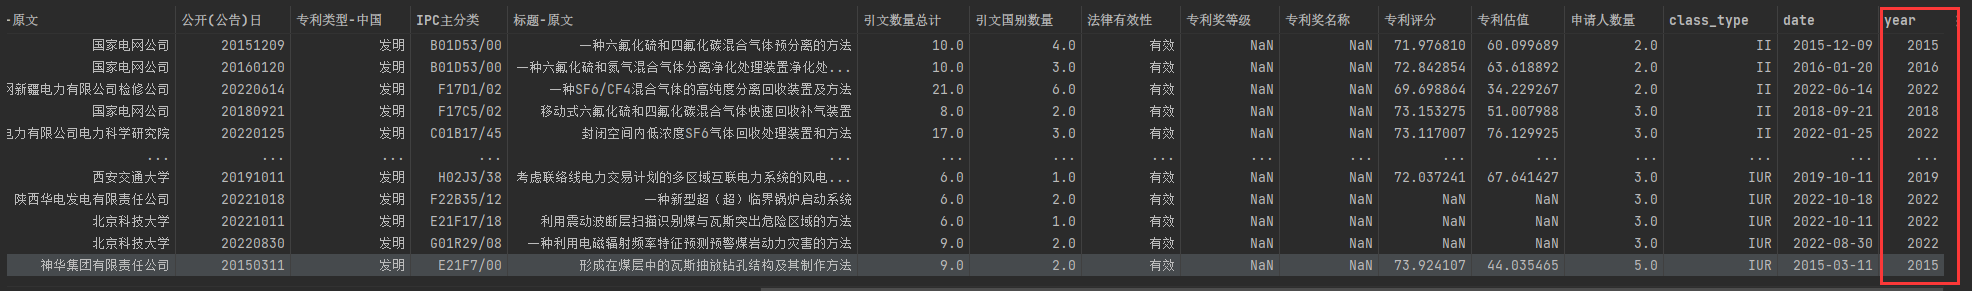 -原文 公开(公告)日 专利类型-中国 IPC主分类 标题-原文 引文数量总计 引文国别数量 法律有效性 专利奖等级 专利奖名称 专利评分 专利估值 申请人数量 class_type date year
国家电网公司 20151209 发明 B01D53/00 一种六氟化硫和四氟化碳混合气体预分离的方法 10.0 4.0 有效 NaN NaN 71.976810 60.099689 2.0 II 2015-12-09 2015
国家电网公司 20160120 发明 B01D53/00 一种六氟化硫和氮气混合气体分离净化处理装置净化处... 10.0 3.0 有效 NaN NaN 72.842854 63.618892 2.0 II 2016-01-20 2016
网新疆电力有限公司检修公司 20220614 发明 F17D1/02 一种SF6/CF4混合气体的高纯度分离回收装置及方法 21.0 6.0 有效 NaN NaN 69.698864 34.229267 2.0 II 2022-06-14 2022
国家电网公司 20180921 发明 F17C5/02 移动式六氟化硫和四氟化碳混合气体快速回收补气装置 8.0 2.0 有效 NaN NaN 73.153275 51.007988 3.0 II 2018-09-21 2018
电力有限公司电力科学研究院 20220125 发明 C01B17/45 封闭空间内低浓度SF6气体回收处理装置和方法 17.0 3.0 有效 NaN NaN 73.117007 76.129925 3.0 II 2022-01-25 2022
... ... ... ... ... ... ... ... ... ... ... ... ... ... ... ...
西安交通大学 20191011 发明 H02J3/38 考虑联络线电力交易计划的多区域互联电力系统的风电... 6.0 1.0 有效 NaN NaN 72.037241 67.641427 3.0 IUR 2019-10-11 2019
陕西华电发电有限责任公司 20221018 发明 F22B35/12 一种新型超（超）临界锅炉启动系统 6.0 2.0 有效 NaN NaN NaN NaN 3.0 IUR 2022-10-18 2022
北京科技大学 20221011 发明 E21F17/18 利用震动波断层扫描识别煤与瓦斯突出危险区域的方法 6.0 1.0 有效 NaN NaN NaN NaN 3.0 IUR 2022-10-11 2022
北京科技大学 20220830 发明 G01R29/08 一种利用电磁辐射频率特征预测预警煤岩动力灾害的方法 9.0 2.0 有效 NaN NaN NaN NaN 3.0 IUR 2022-08-30 2022
神华集团有限责任公司 20150311 发明 E21F7/00 形成在煤层中的瓦斯抽放钻孔结构及其制作方法 9.0 2.0 有效 NaN NaN 73.924107 44.035465 5.0 IUR 2015-03-11 2015